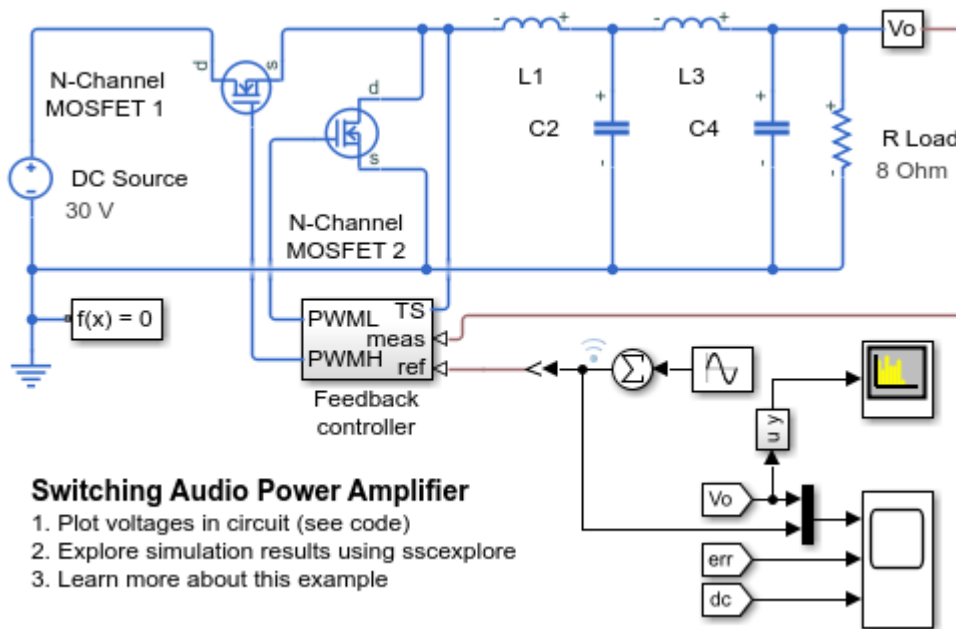 Vo
N-Channel
MOSFET 1
d
s
d
s
- +
L1
- +
L3
C2
+
-
C4
+
-
+
-
R Load
8 Ohm
+
-
DC Source
30 V
N-Channel
MOSFET 2
f(x) = 0
PWML
TS
meas
PWMH
ref
Feedback
controller
Σ
u y
Switching Audio Power Amplifier
1. Plot voltages in circuit (see code)
2. Explore simulation results using sscexplore
3. Learn more about this example
Vo
err
dc